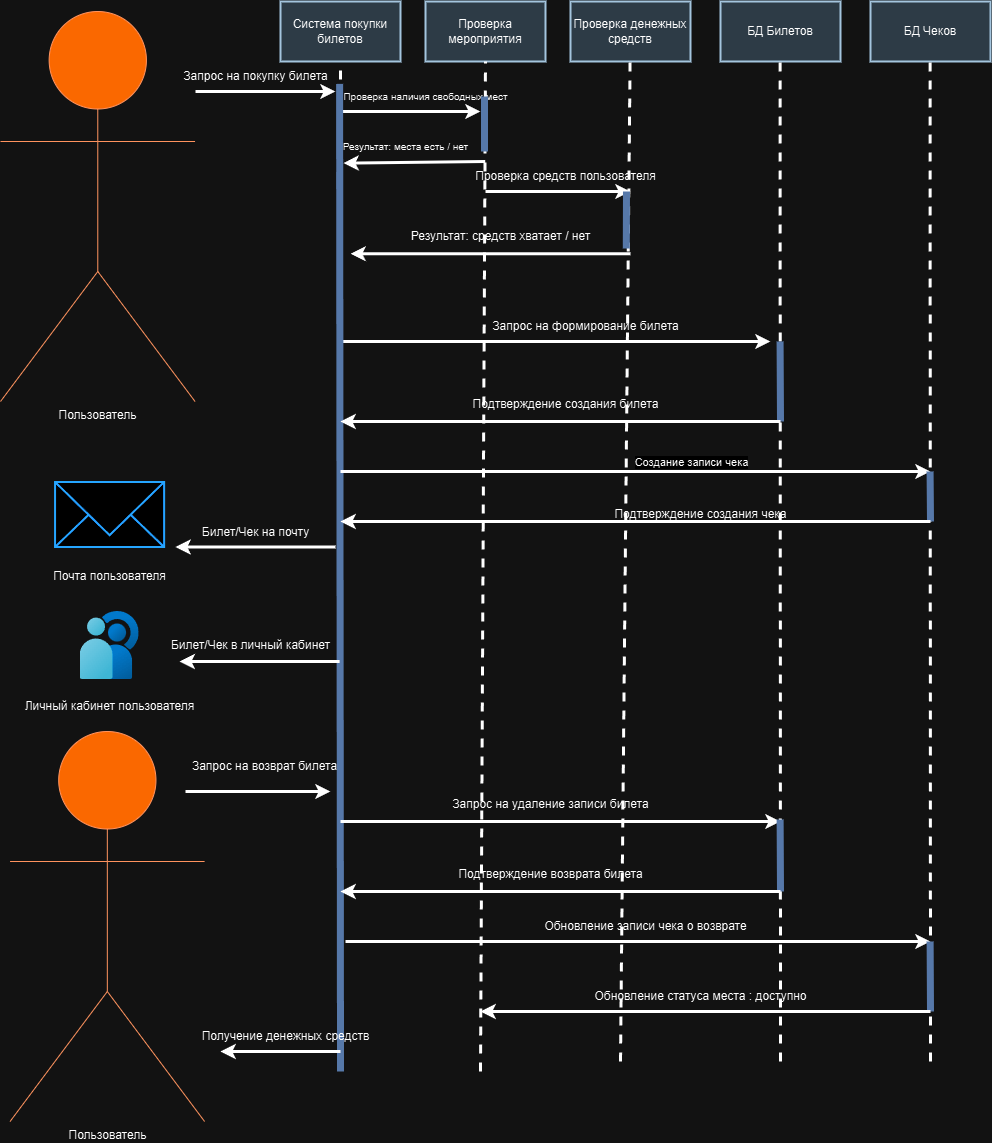 Система покупки
билетов
Проверка
мероприятия
Проверка денежных
средств
БД Билетов
БД Чеков
Запрос на покупку билета
Проверка наличия свободных мест
Результат: места есть / нет
Проверка средств пользователя
Результат: средств хватает / нет
Запрос на формирование билета
Подтверждение создания билета
Пользователь
Создание записи чека
Подтверждение создания чека
Билет/Чек на почту
Почта пользователя
Билет/Чек в личный кабинет
Личный кабинет пользователя
Запрос на возврат билета
Запрос на удаление записи билета
Подтверждение возврата билета
Обновление записи чека о возврате
Обновление статуса места : доступно
Получение денежных средств
Пользователь